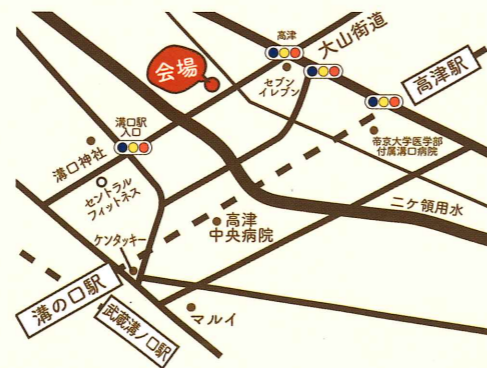 高津
大山街道
会場
セブン
イレブン
高津駅
溝口駅
入口
帝京大学医学部
付属溝口病院
溝口神社
セントラル
フィットネス
二ヶ領用水
高津
中央病院
ケンタッキー
溝の口駅
武蔵溝ノ口駅
マルイ